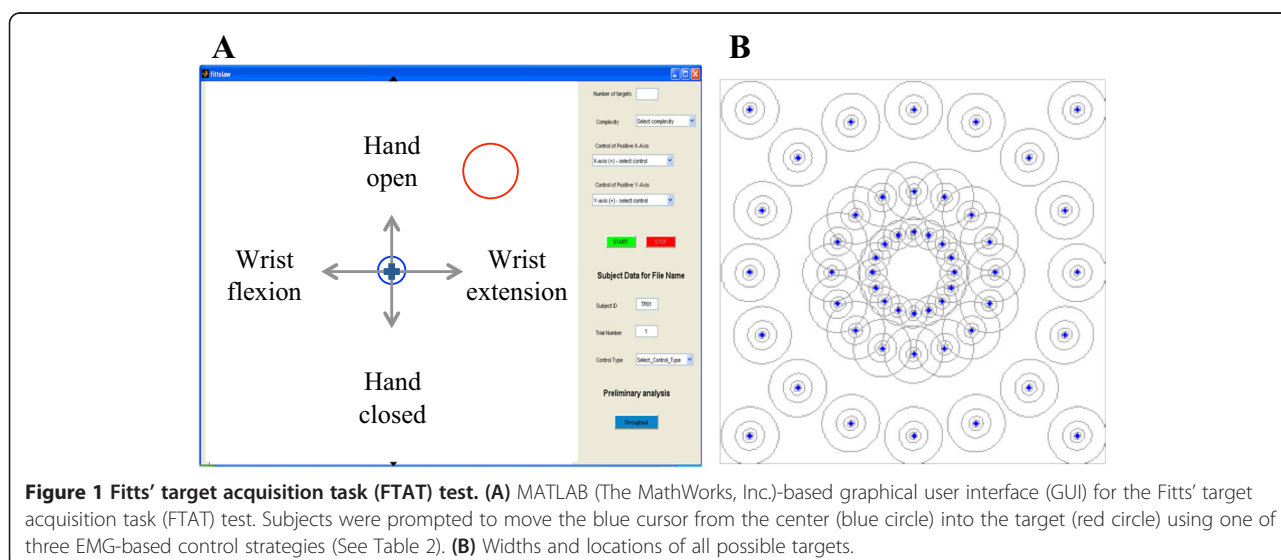 A
B
fittslaw
Number of targets
Complexity
Select complexity
Control of Positive X-Axis
X-axis (+) - select control
Control of Positive Y-Axis
Y-axis (+) - select control
START
STOP
Hand
open
Wrist
flexion
Wrist
extension
Hand
closed
Subject Data for File Name
Subject ID
TR01
Trial Number
1
Control Type
Select_Control_Type
Preliminary analysis
Throughput
Figure 1 Fitts' target acquisition task (FTAT) test. (A) MATLAB (The MathWorks, Inc.)-based graphical user interface (GUI) for the Fitts' target
acquisition task (FTAT) test. Subjects were prompted to move the blue cursor from the center (blue circle) into the target (red circle) using one of
three EMG-based control strategies (See Table 2). (B) Widths and locations of all possible targets.